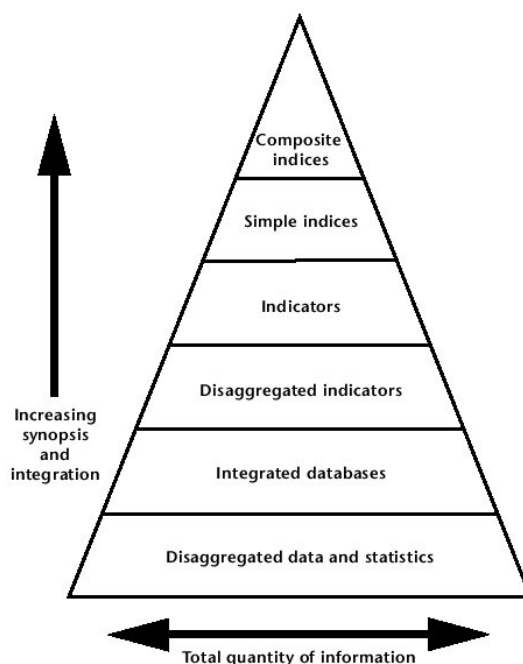 Composite
indices
Simple indices
Indicators
Disaggregated indicators
Increasing
synopsis
and
integration
Integrated databases
Disaggregated data and statistics
Total quantity of information